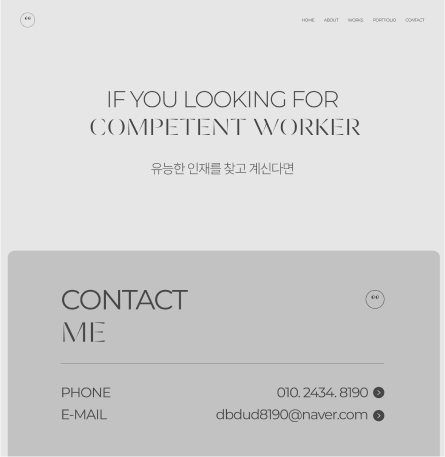 HOME ABOUT WORKS PORTFOLIO CONTACT
IF YOU LOOKING FOR
COMPETENT WORKER
유능한 인재를 찾고 계신다면
CONTACT
ME
PHONE 010. 2434. 8190
E-MAIL dbdud8190@naver.com